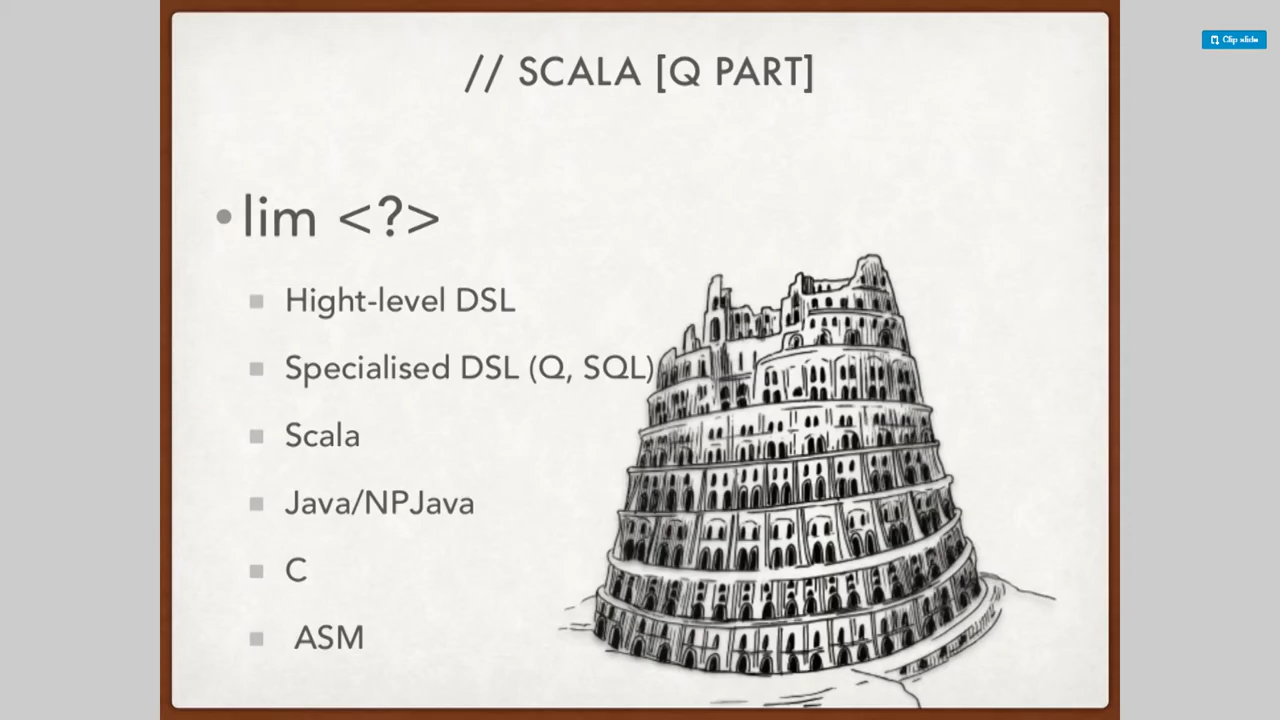 // SCALA [Q PART]
Clip slide
• lim <?>
Hight-level DSL
Specialised DSL (Q, SQL)
Scala
Java/NPJava
C
ASM